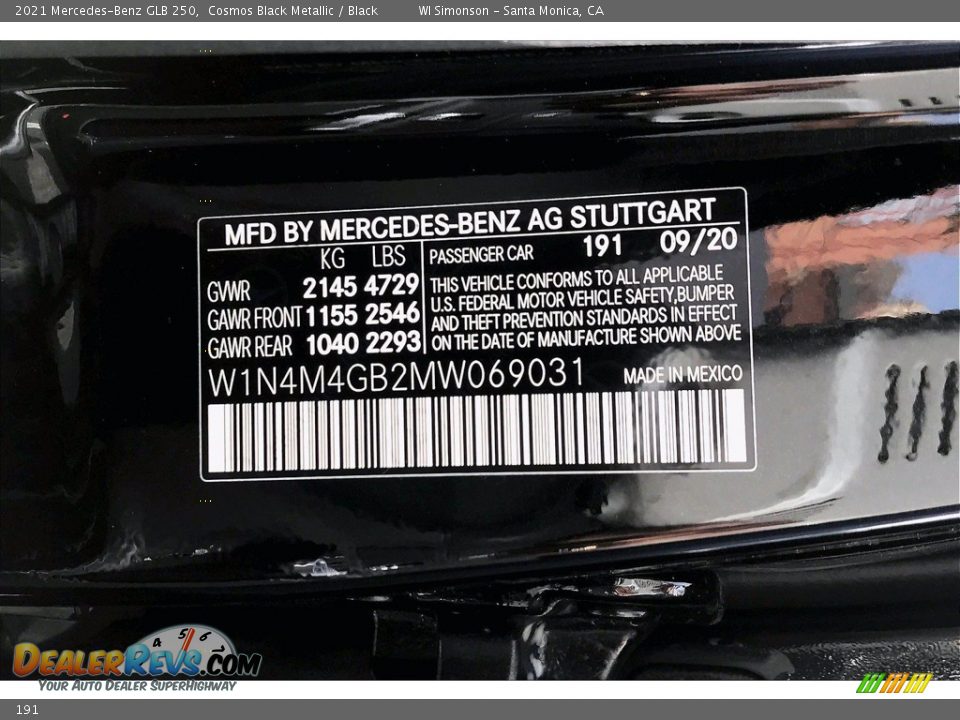 2021 Mercedes-Benz GLB 250, Cosmos Black Metallic / Black WI Simonson - Santa Monica, CA
MFD BY MERCEDES-BENZ AG STUTTGART
KG LBS PASSENGER CAR 191 09/20
GVWR 2145 4729
GAWR FRONT 1155 2546
GAWR REAR 1040 2293
THIS VEHICLE CONFORMS TO ALL APPLICABLE
U.S. FEDERAL MOTOR VEHICLE SAFETY,BUMPER
AND THEFT PREVENTION STANDARDS IN EFFECT
ON THE DATE OF MANUFACTURE SHOWN ABOVE
W1N4M4GB2MW069031 MADE IN MEXICO
4 5 6
DEALERREVS.COM
YOUR AUTO DEALER SUPERHIGHWAY
191